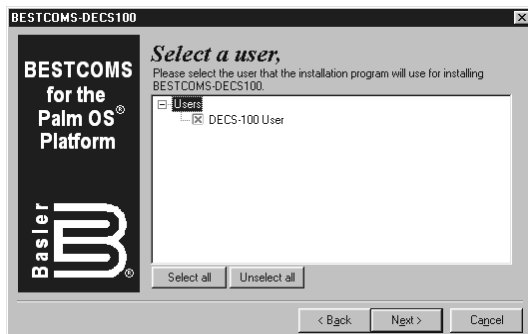 BESTCOMS-DECS100
BESTCOMS
for the
Palm OS®
Platform
Basler
®
Select a user,
Please select the user that the installation program will use for installing
BESTCOMS-DECS100.
Users
DECS-100 User
Select all
Unselect all
< Back
Next >
Cancel